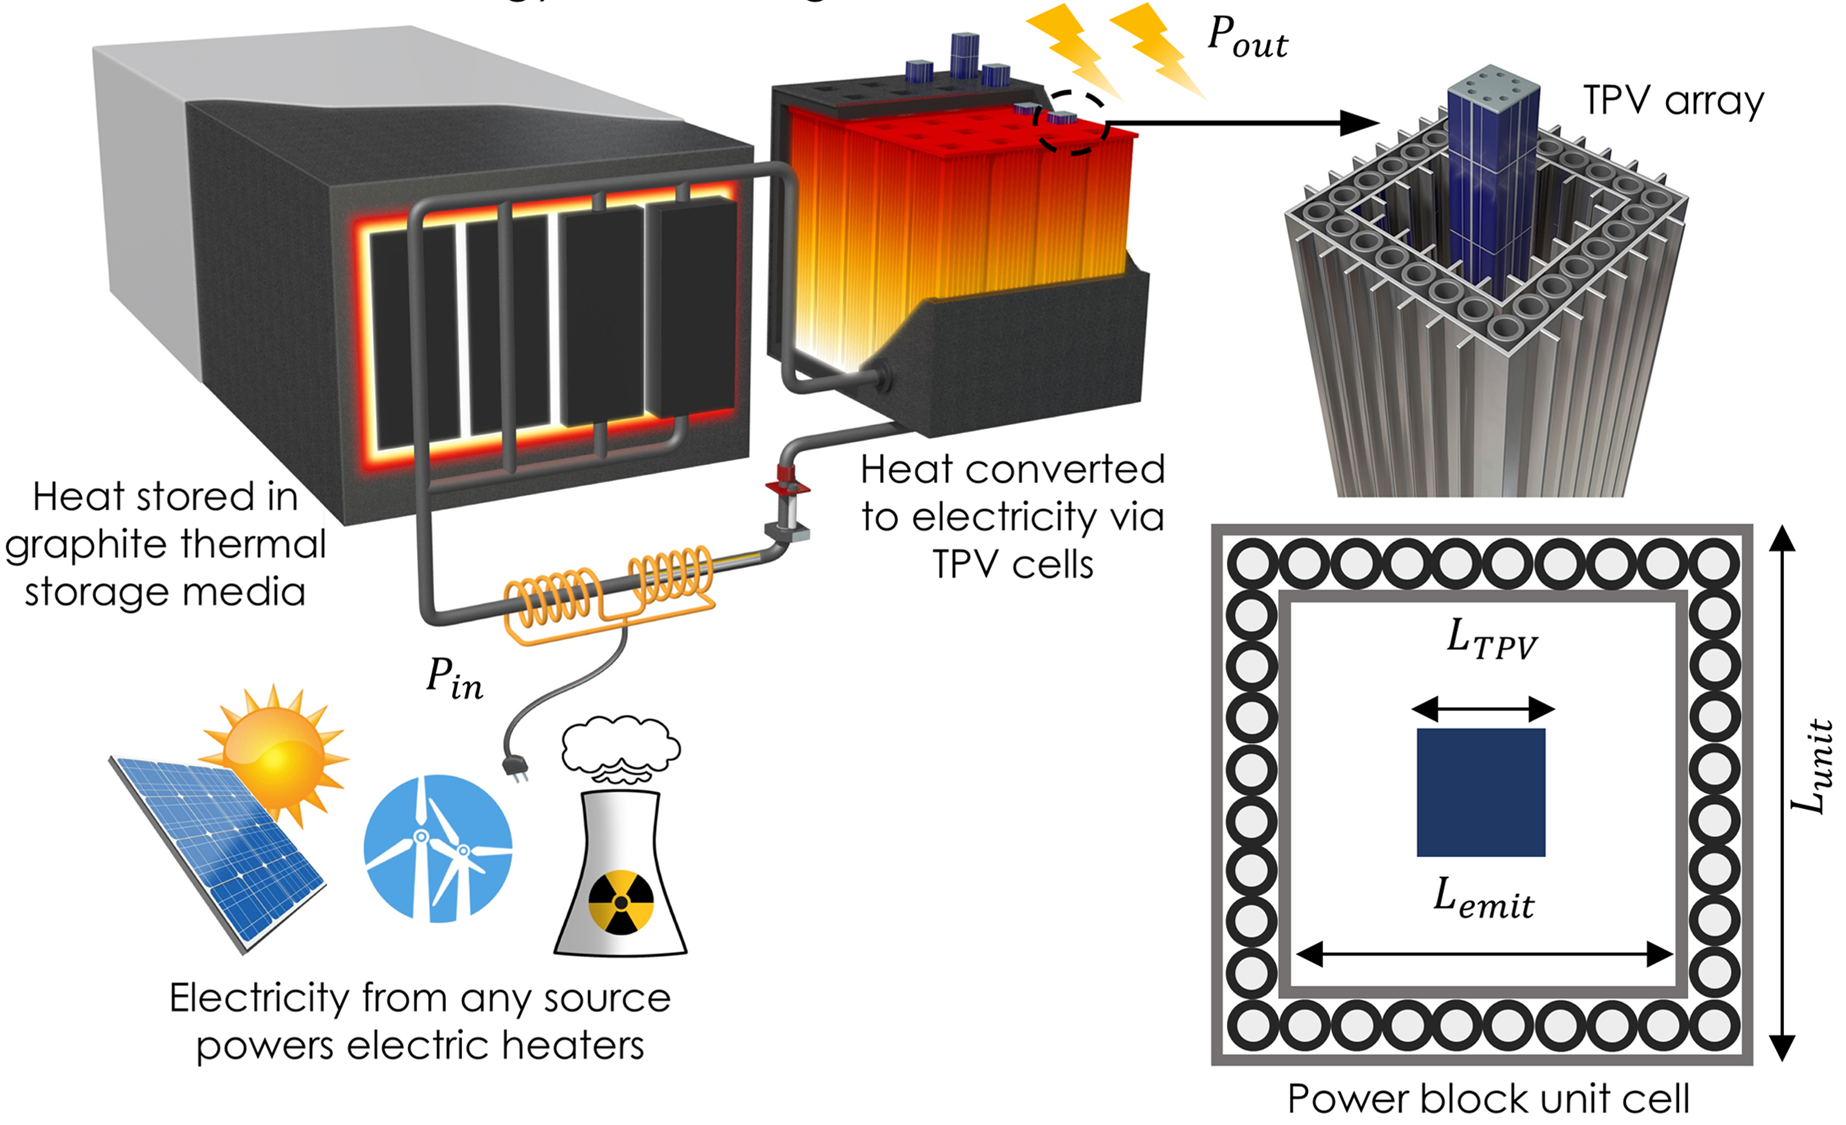 P_out
TPV array
Heat stored in
graphite thermal
storage media
Heat converted
to electricity via
TPV cells
P_in
L_TPV
L_unit
L_emit
Electricity from any source
powers electric heaters
Power block unit cell